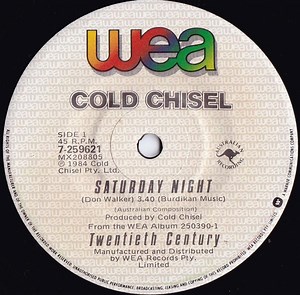 wea
COLD CHISEL
SIDE 1
45 R.P.M.
7-259621
MX208805
℗ 1984 Cold
Chisel Pty. Ltd.
AUSTRALIAN
RECORDING
SATURDAY NIGHT
(Don Walker) 3.40 (Burdikan Music)
(Australian Composition)
Produced by Cold Chisel
From the WEA Album 250390-1
Twentieth Century
Manufactured and Distributed
by WEA Records Pty.
Limited